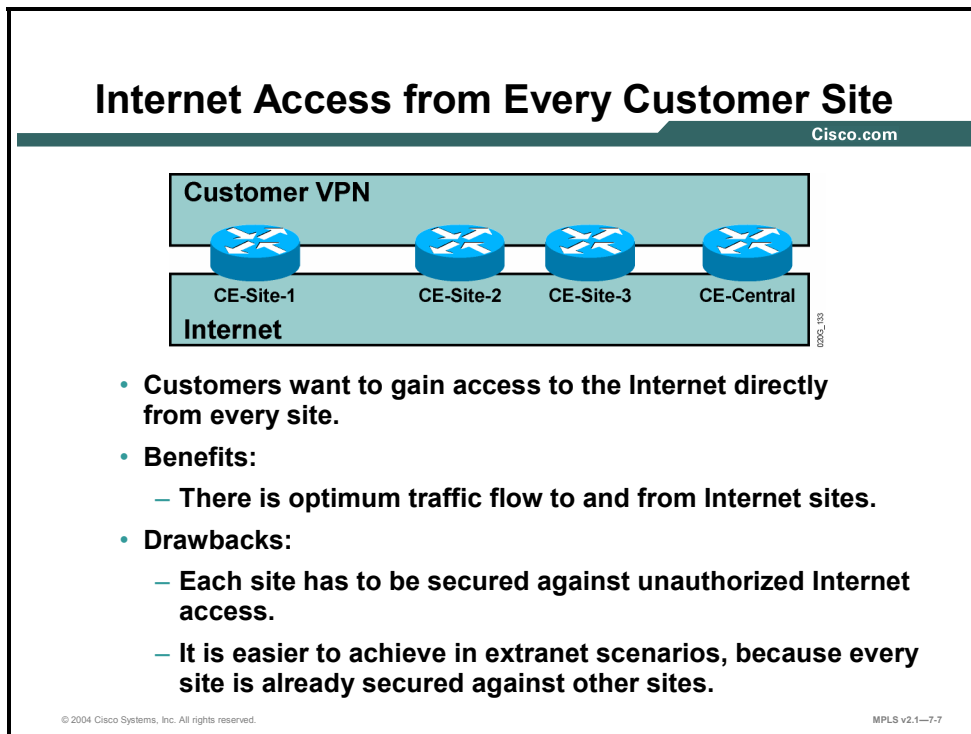 Internet Access from Every Customer Site
Cisco.com
Customer VPN
CE-Site-1
CE-Site-2
CE-Site-3
CE-Central
Internet
020G_133
• Customers want to gain access to the Internet directly
from every site.
• Benefits:
– There is optimum traffic flow to and from Internet sites.
• Drawbacks:
– Each site has to be secured against unauthorized Internet
access.
– It is easier to achieve in extranet scenarios, because every
site is already secured against other sites.
© 2004 Cisco Systems, Inc. All rights reserved.
MPLS v2.1—7-7